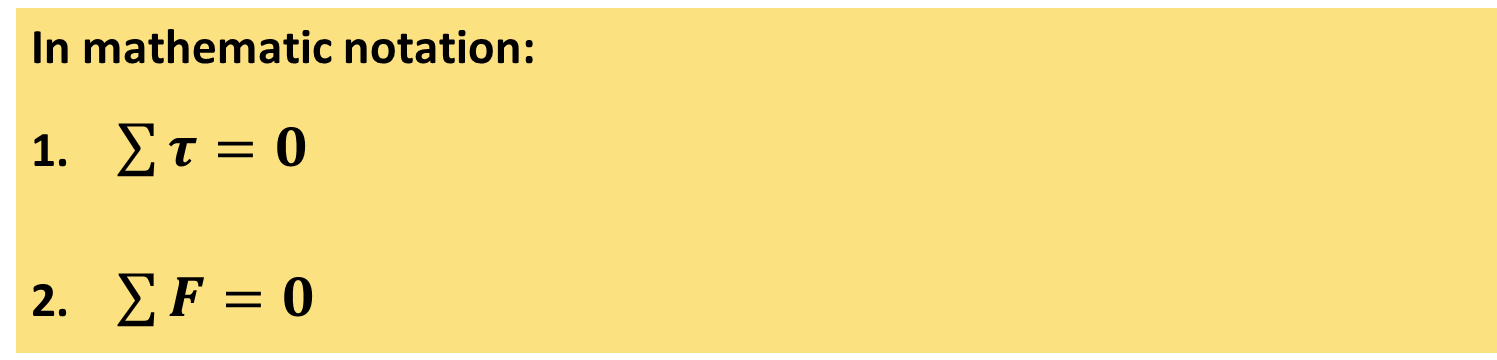 In mathematic notation:
1. ∑ τ = 0
2. ∑ F = 0